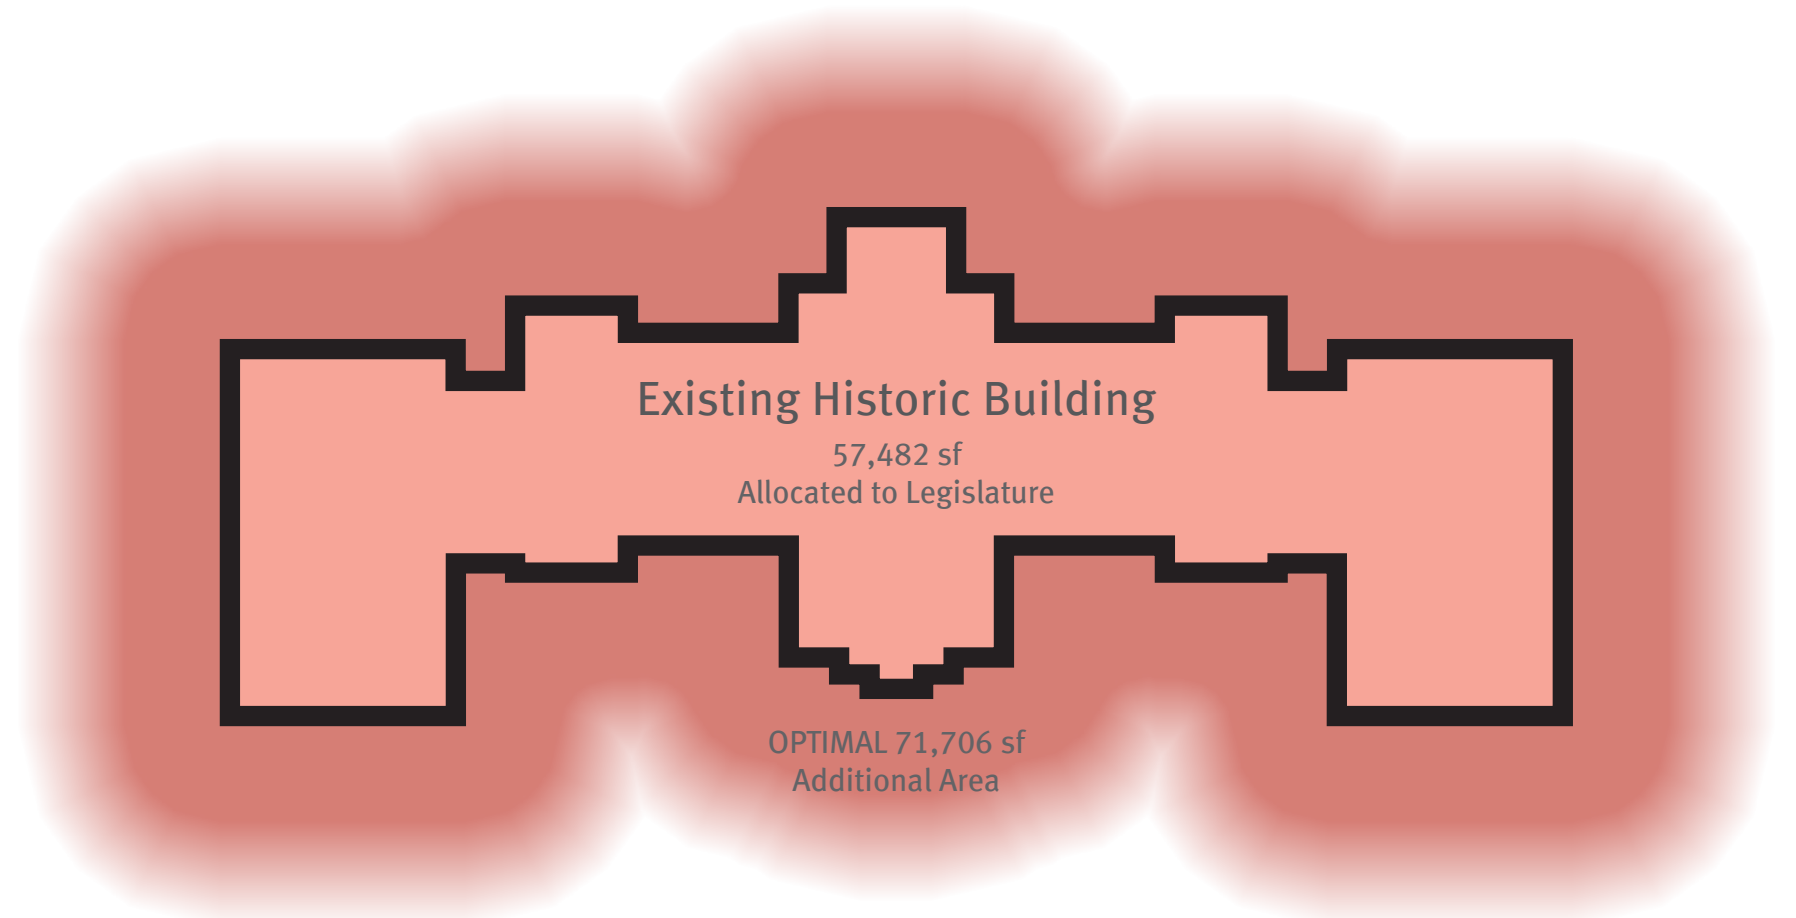 Existing Historic Building
57,482 sf
Allocated to Legislature
OPTIMAL 71,706 sf
Additional Area